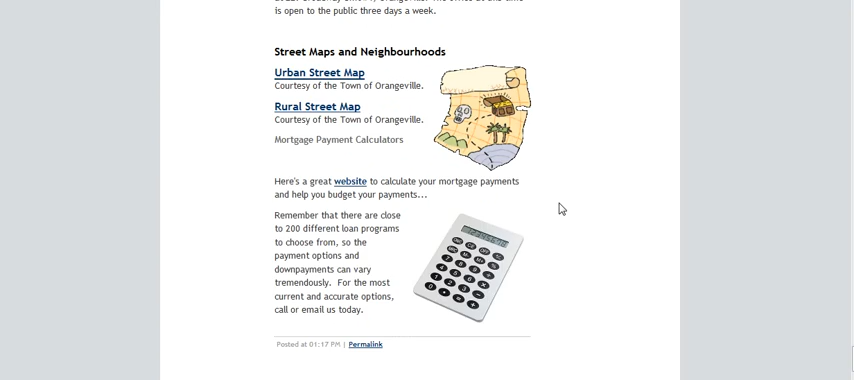 is open to the public three days a week.
Street Maps and Neighbourhoods
Urban Street Map
Courtesy of the Town of Orangeville.
Rural Street Map
Courtesy of the Town of Orangeville.
Mortgage Payment Calculators
Here's a great website to calculate your mortgage payments
and help you budget your payments...
Remember that there are close
to 200 different loan programs
to choose from, so the
payment options and
downpayments can vary
tremendously. For the most
current and accurate options,
call or email us today.
Posted at 01:17 PM | Permalink